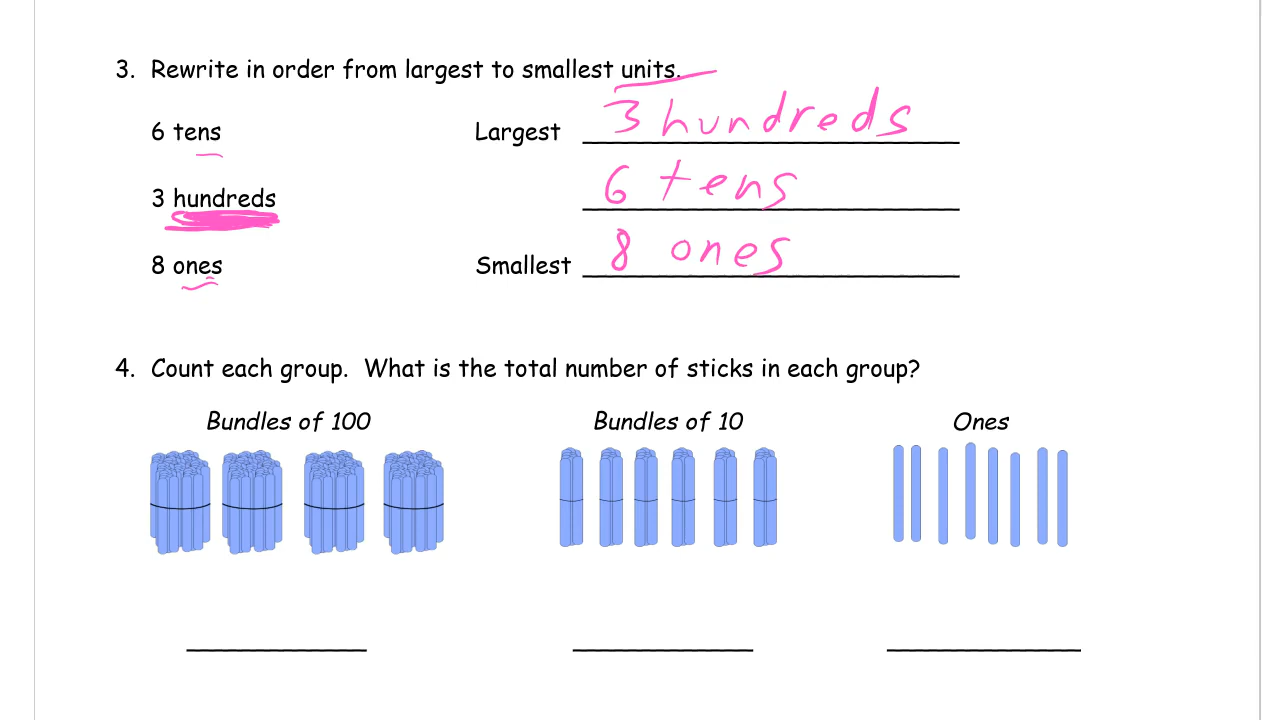 3. Rewrite in order from largest to smallest units.
6 tens Largest 3 hundreds
3 hundreds 6 tens
8 ones Smallest 8 ones
4. Count each group. What is the total number of sticks in each group?
Bundles of 100 Bundles of 10 Ones